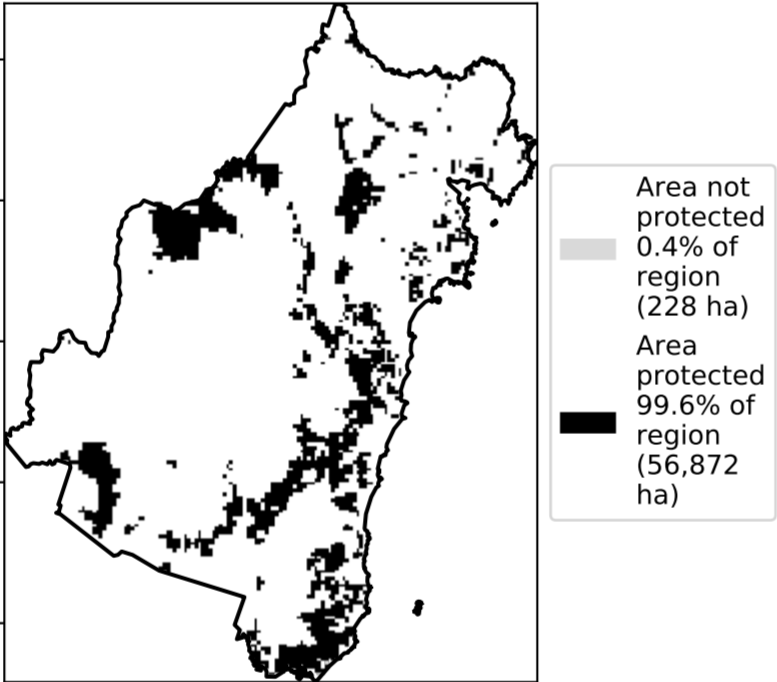 Area not
protected
0.4% of
region
(228 ha)
Area
protected
99.6% of
region
(56,872
ha)